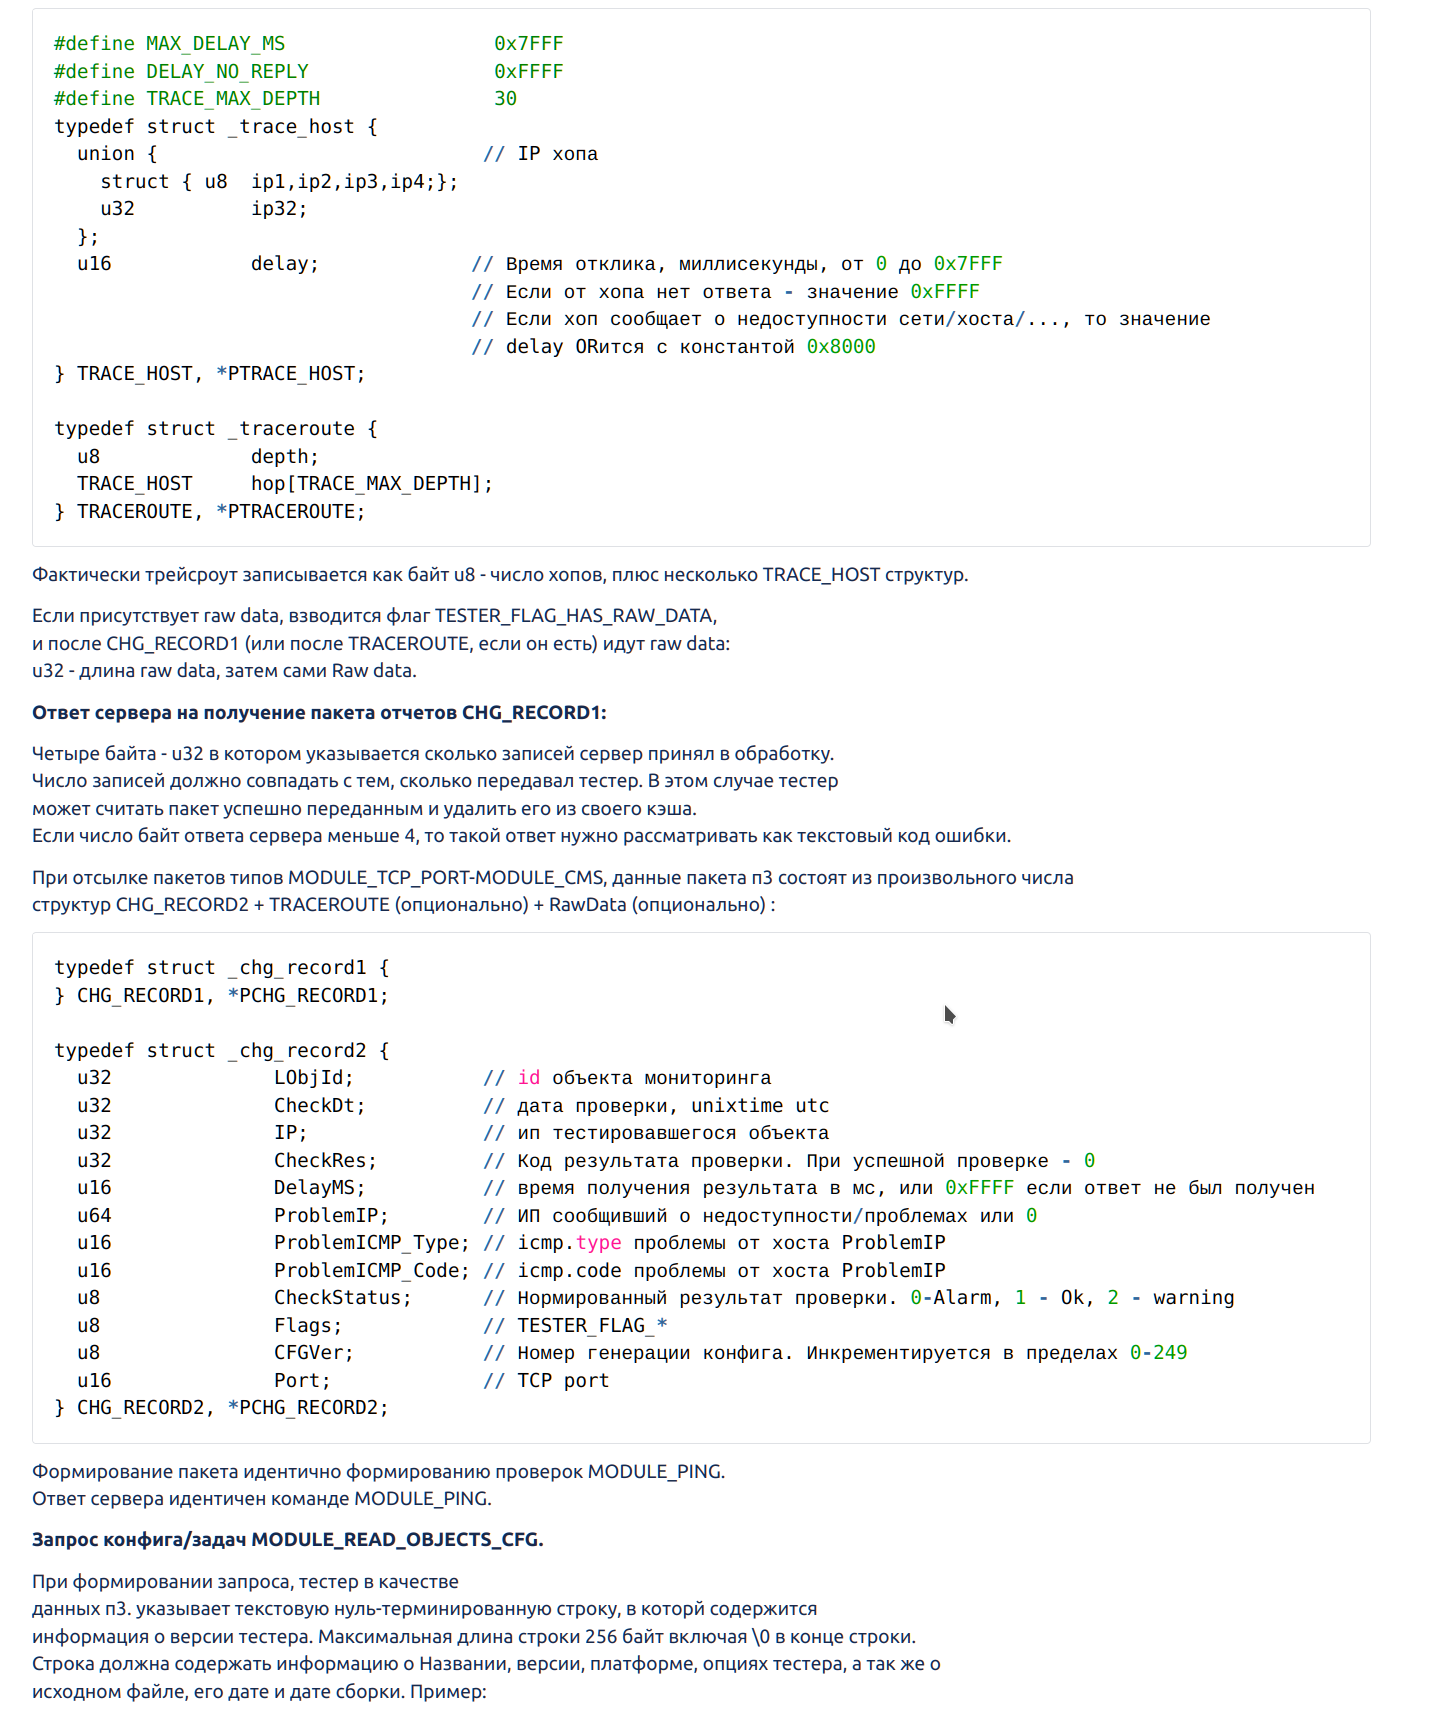 #define MAX_DELAY_MS                  0x7FFF
#define DELAY_NO_REPLY                0xFFFF
#define TRACE_MAX_DEPTH               30
typedef struct _trace_host {
  union {                            // IP хопа
    struct { u8  ip1,ip2,ip3,ip4;};
    u32          ip32;
  };
  u16            delay;             // Время отклика, миллисекунды, от 0 до 0x7FFF
                                    // Если от хопа нет ответа - значение 0xFFFF
                                    // Если хоп сообщает о недоступности сети/хоста/..., то значение
                                    // delay ORится с константой 0x8000
} TRACE_HOST, *PTRACE_HOST;
typedef struct _traceroute {
  u8             depth;
  TRACE_HOST     hop[TRACE_MAX_DEPTH];
} TRACEROUTE, *PTRACEROUTE;
Фактически трейсроут записывается как байт u8 - число хопов, плюс несколько TRACE_HOST структур.
Если присутствует raw data, взводится флаг TESTER_FLAG_HAS_RAW_DATA,
и после CHG_RECORD1 (или после TRACEROUTE, если он есть) идут raw data:
u32 - длина raw data, затем сами Raw data.
Ответ сервера на получение пакета отчетов CHG_RECORD1:
Четыре байта - u32 в котором указывается сколько записей сервер принял в обработку.
Число записей должно совпадать с тем, сколько передавал тестер. В этом случае тестер
может считать пакет успешно переданным и удалить его из своего кэша.
Если число байт ответа сервера меньше 4, то такой ответ нужно рассматривать как текстовый код ошибки.
При отсылке пакетов типов MODULE_TCP_PORT-MODULE_CMS, данные пакета п3 состоят из произвольного числа
структур CHG_RECORD2 + TRACEROUTE (опционально) + RawData (опционально) :
typedef struct _chg_record1 {
} CHG_RECORD1, *PCHG_RECORD1;
typedef struct _chg_record2 {
  u32              LObjId;           // id объекта мониторинга
  u32              CheckDt;          // дата проверки, unixtime utc
  u32              IP;               // ип тестировавшегося объекта
  u32              CheckRes;         // Код результата проверки. При успешной проверке - 0
  u16              DelayMS;          // время получения результата в мс, или 0xFFFF если ответ не был получен
  u64              ProblemIP;        // ИП сообщивший о недоступности/проблемах или 0
  u16              ProblemICMP_Type; // icmp.type проблемы от хоста ProblemIP
  u16              ProblemICMP_Code; // icmp.code проблемы от хоста ProblemIP
  u8               CheckStatus;      // Нормированный результат проверки. 0-Alarm, 1 - Ok, 2 - warning
  u8               Flags;            // TESTER_FLAG_*
  u8               CFGVer;           // Номер генерации конфига. Инкрементируется в пределах 0-249
  u16              Port;             // TCP port
} CHG_RECORD2, *PCHG_RECORD2;
Формирование пакета идентично формированию проверок MODULE_PING.
Ответ сервера идентичен команде MODULE_PING.
Запрос конфига/задач MODULE_READ_OBJECTS_CFG.
При формировании запроса, тестер в качестве
данных п3. указывает текстовую нуль-терминированную строку, в которй содержится
информация о версии тестера. Максимальная длина строки 256 байт включая \0 в конце строки.
Строка должна содержать информацию о Названии, версии, платформе, опциях тестера, а так же о
исходном файле, его дате и дате сборки. Пример: